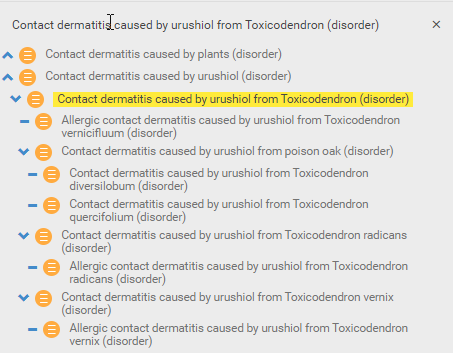 Contact dermatitis caused by urushiol from Toxicodendron (disorder)
Contact dermatitis caused by plants (disorder)
Contact dermatitis caused by urushiol (disorder)
Contact dermatitis caused by urushiol from Toxicodendron (disorder)
Allergic contact dermatitis caused by urushiol from Toxicodendron
vernicifluum (disorder)
Contact dermatitis caused by urushiol from poison oak (disorder)
Contact dermatitis caused by urushiol from Toxicodendron
diversilobum (disorder)
Contact dermatitis caused by urushiol from Toxicodendron
quercifolium (disorder)
Contact dermatitis caused by urushiol from Toxicodendron radicans
(disorder)
Allergic contact dermatitis caused by urushiol from Toxicodendron
radicans (disorder)
Contact dermatitis caused by urushiol from Toxicodendron vernix
(disorder)
Allergic contact dermatitis caused by urushiol from Toxicodendron
vernix (disorder)